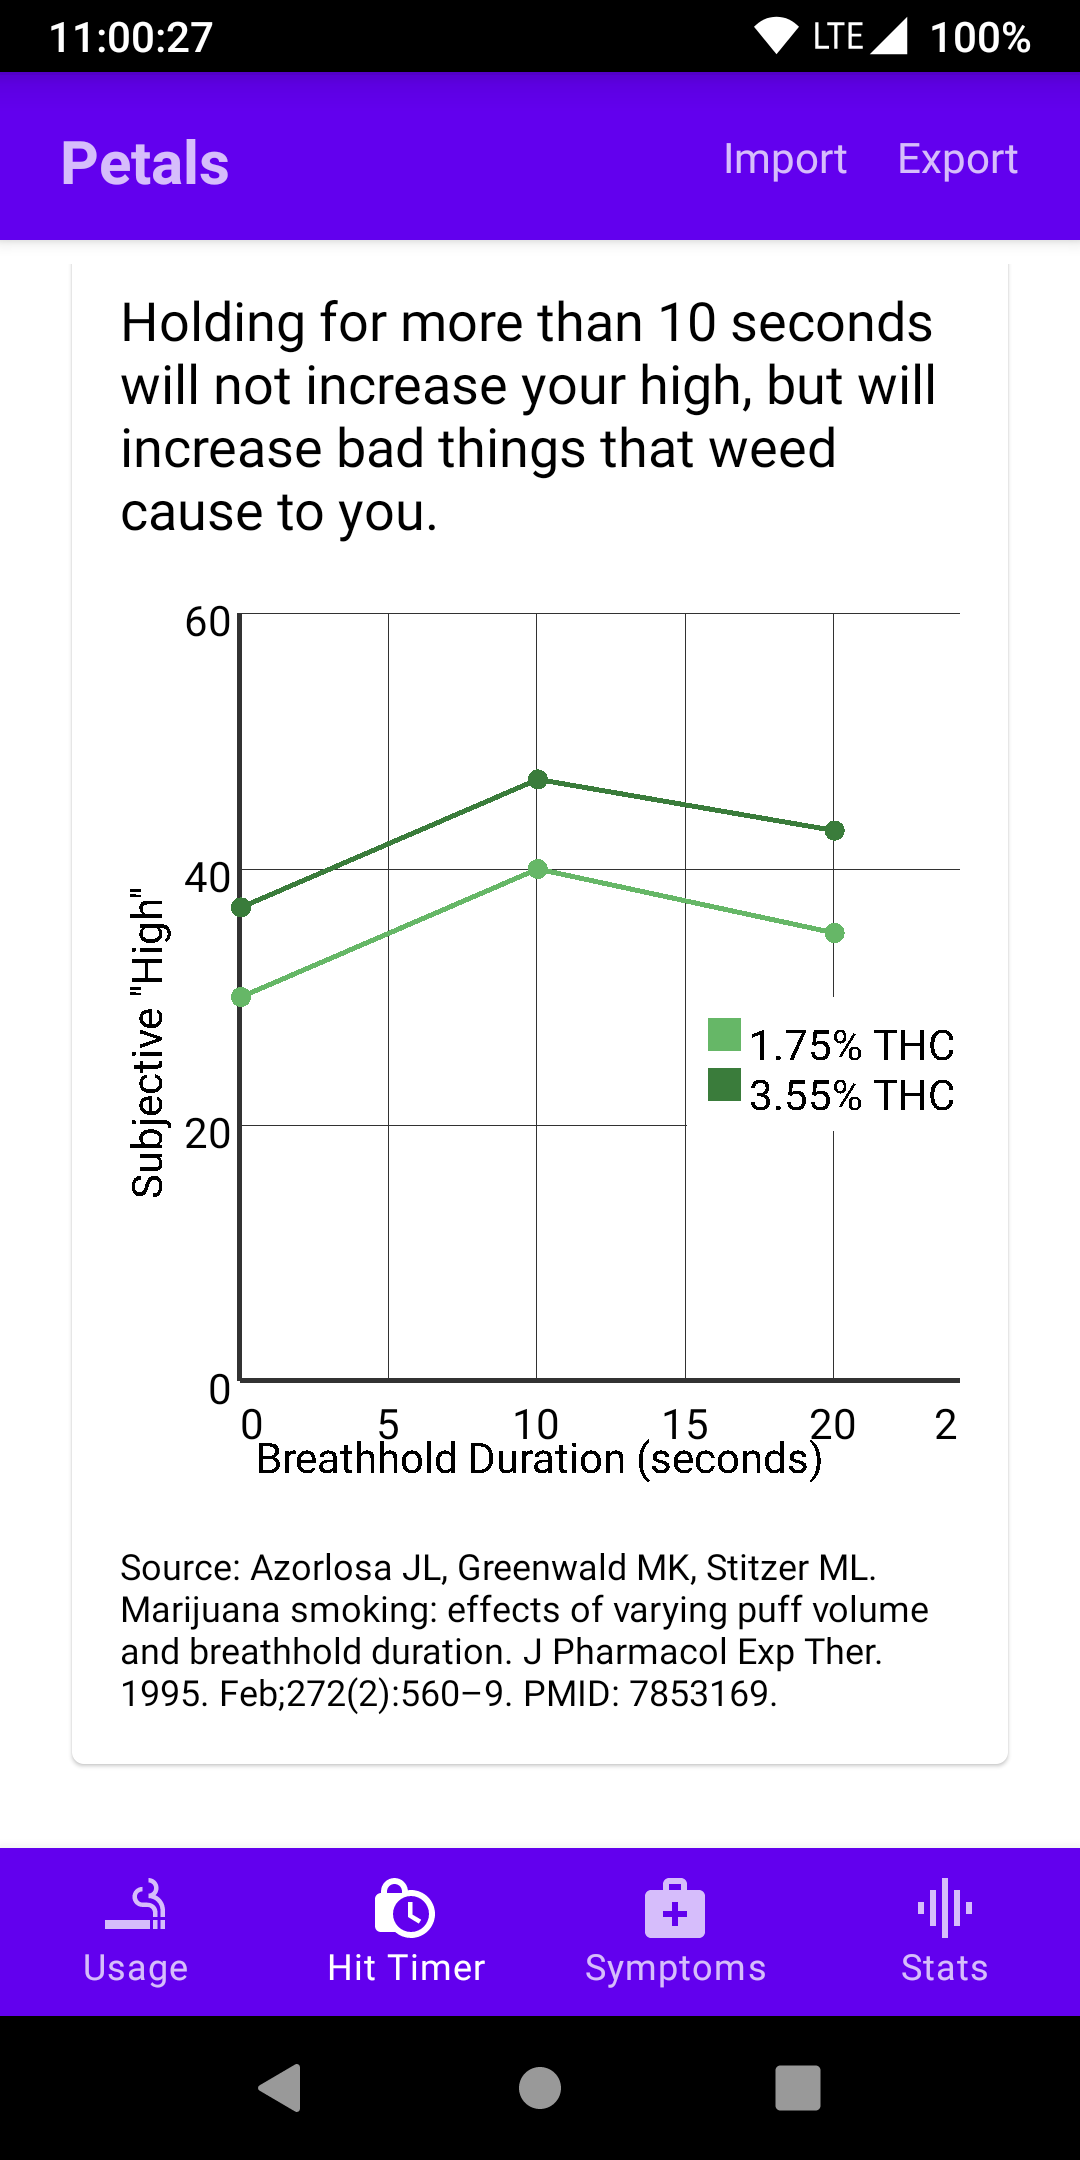 11:00:27 LTE 100%
Petals Import Export
Holding for more than 10 seconds
will not increase your high, but will
increase bad things that weed
cause to you.
60
40
20
0
Subjective "High"
1.75% THC
3.55% THC
0 5 10 15 20 2
Breathhold Duration (seconds)
Source: Azorlosa JL, Greenwald MK, Stitzer ML.
Marijuana smoking: effects of varying puff volume
and breathhold duration. J Pharmacol Exp Ther.
1995. Feb;272(2):560–9. PMID: 7853169.
Usage Hit Timer Symptoms Stats